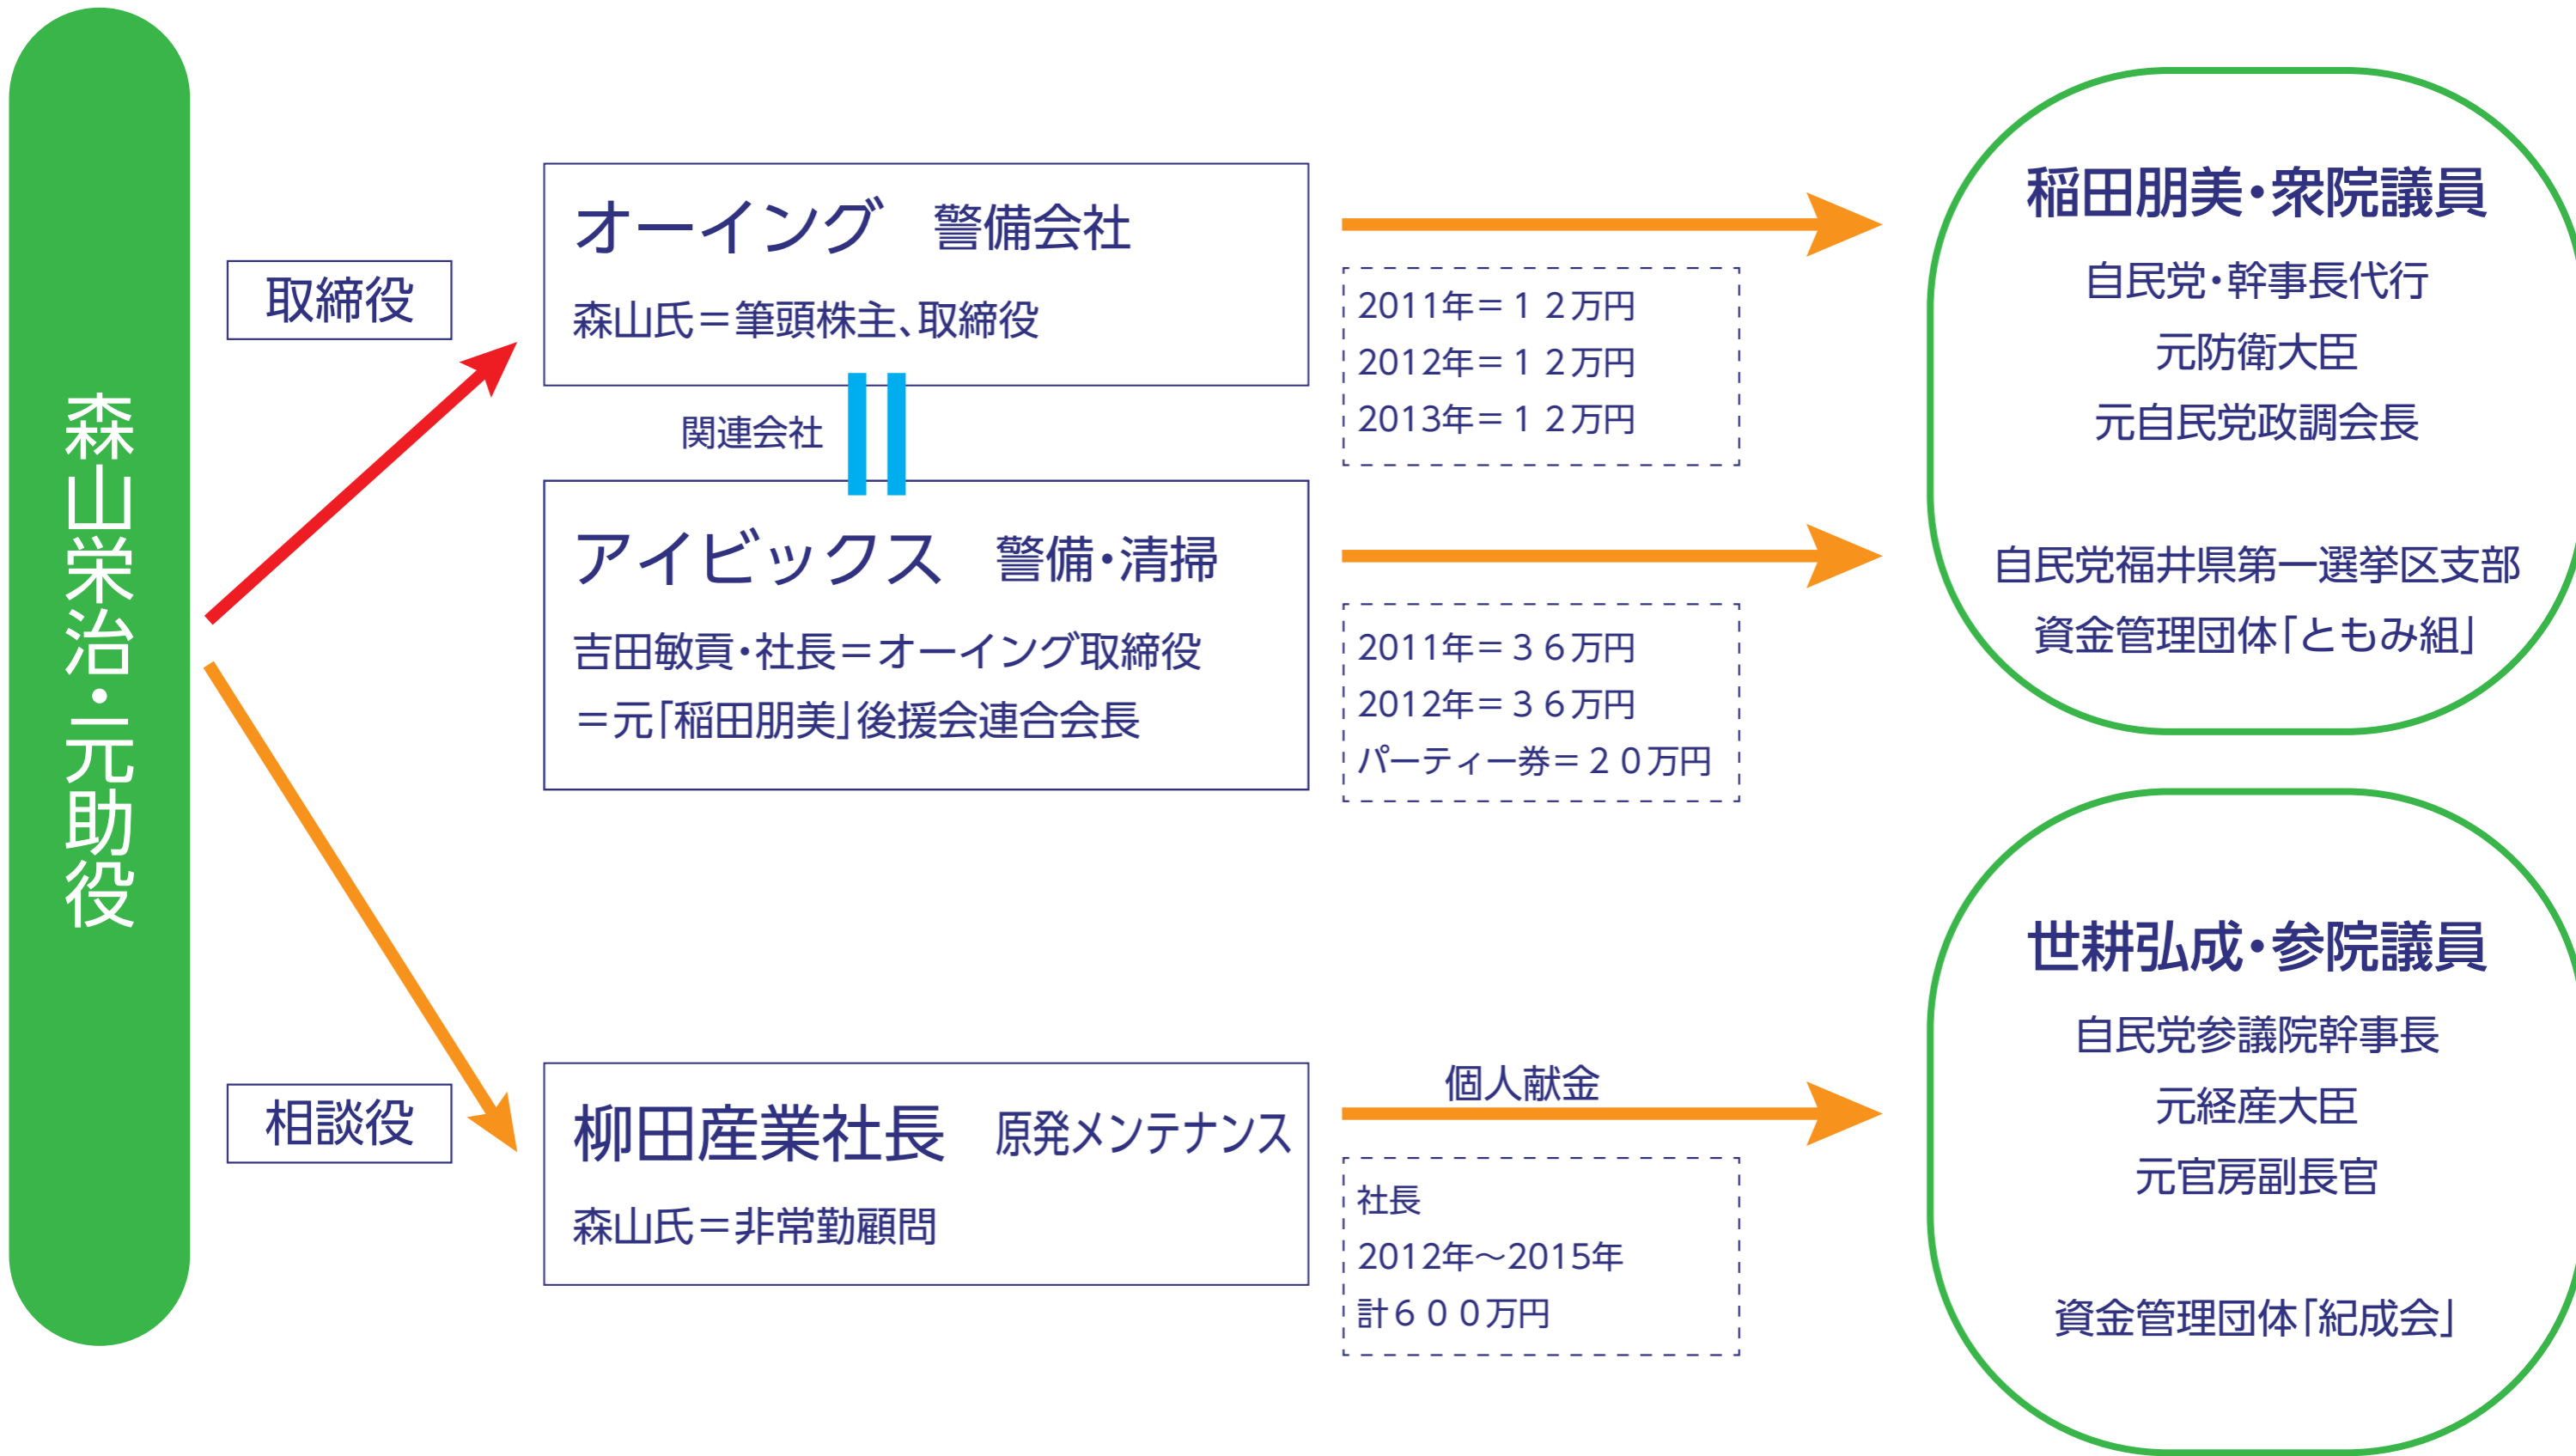 森山栄治・元助役
取締役
オーイング　警備会社
森山氏＝筆頭株主、取締役
関連会社
アイビックス　警備・清掃
吉田敏貢・社長＝オーイング取締役
＝元「稲田朋美」後援会連合会長
相談役
柳田産業社長　原発メンテナンス
森山氏＝非常勤顧問
2011年＝１２万円
2012年＝１２万円
2013年＝１２万円
2011年＝３６万円
2012年＝３６万円
パーティー券＝２０万円
個人献金
社長
2012年～2015年
計６００万円
稲田朋美・衆院議員
自民党・幹事長代行
元防衛大臣
元自民党政調会長
自民党福井県第一選挙区支部
資金管理団体「ともみ組」
世耕弘成・参院議員
自民党参議院幹事長
元経産大臣
元官房副長官
資金管理団体「紀成会」